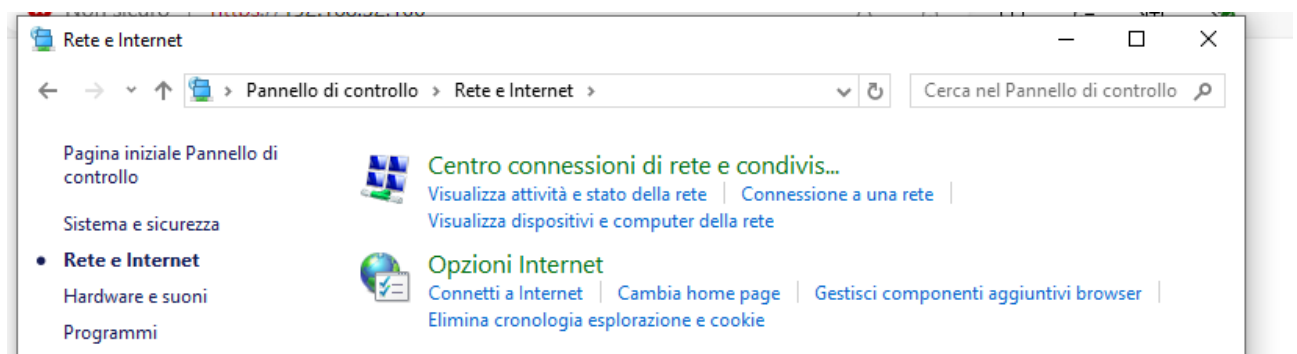 Rete e Internet
Pannello di controllo > Rete e Internet >
Cerca nel Pannello di controllo
Pagina iniziale Pannello di
controllo
Sistema e sicurezza
Rete e Internet
Hardware e suoni
Programmi
Centro connessioni di rete e condivis...
Visualizza attività e stato della rete | Connessione a una rete |
Visualizza dispositivi e computer della rete
Opzioni Internet
Connetti a Internet | Cambia home page | Gestisci componenti aggiuntivi browser |
Elimina cronologia esplorazione e cookie